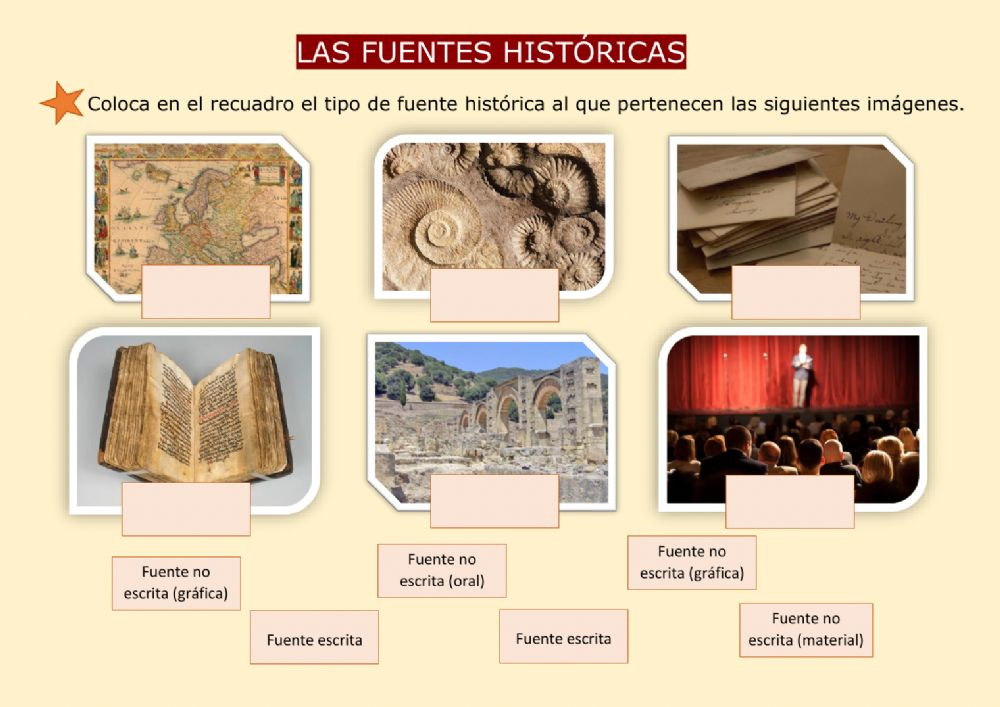 LAS FUENTES HISTÓRICAS
Coloca en el recuadro el tipo de fuente histórica al que pertenecen las siguientes imágenes.
My Darling
Fuente no
escrita (gráfica)
Fuente no
escrita (oral)
Fuente no
escrita (gráfica)
Fuente escrita
Fuente escrita
Fuente no
escrita (material)